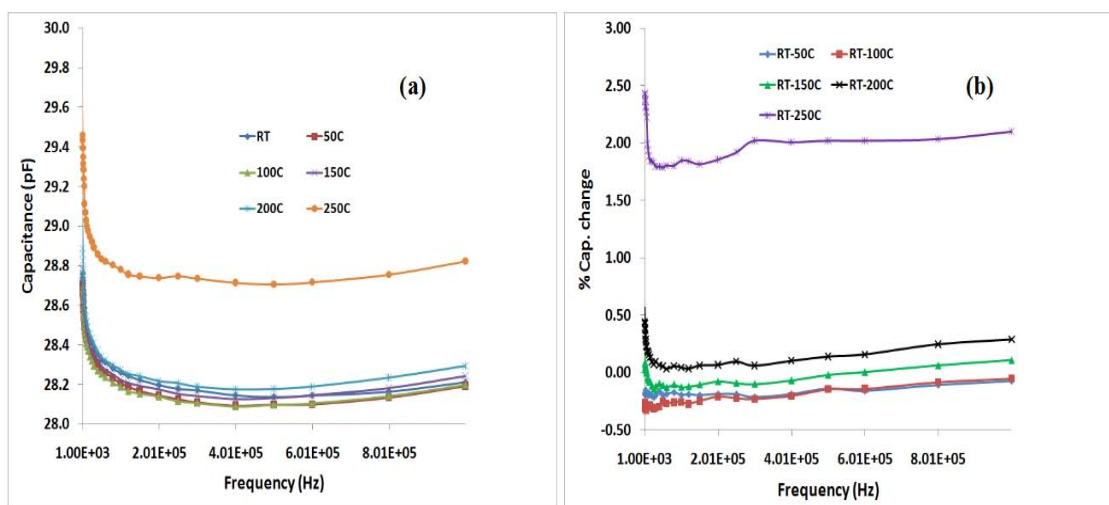 30.0
29.8
29.6
29.4
29.2
29.0
28.8
28.6
28.4
28.2
28.0
Capacitance (pF)
(a)
RT 50C
100C 150C
200C 250C
1.00E+03 2.01E+05 4.01E+05 6.01E+05 8.01E+05
Frequency (Hz)
3.00
2.50
2.00
1.50
1.00
0.50
0.00
-0.50
% Cap. change
(b)
RT-50C RT-100C
RT-150C RT-200C
RT-250C
1.00E+03 2.01E+05 4.01E+05 6.01E+05 8.01E+05
Frequency (Hz)